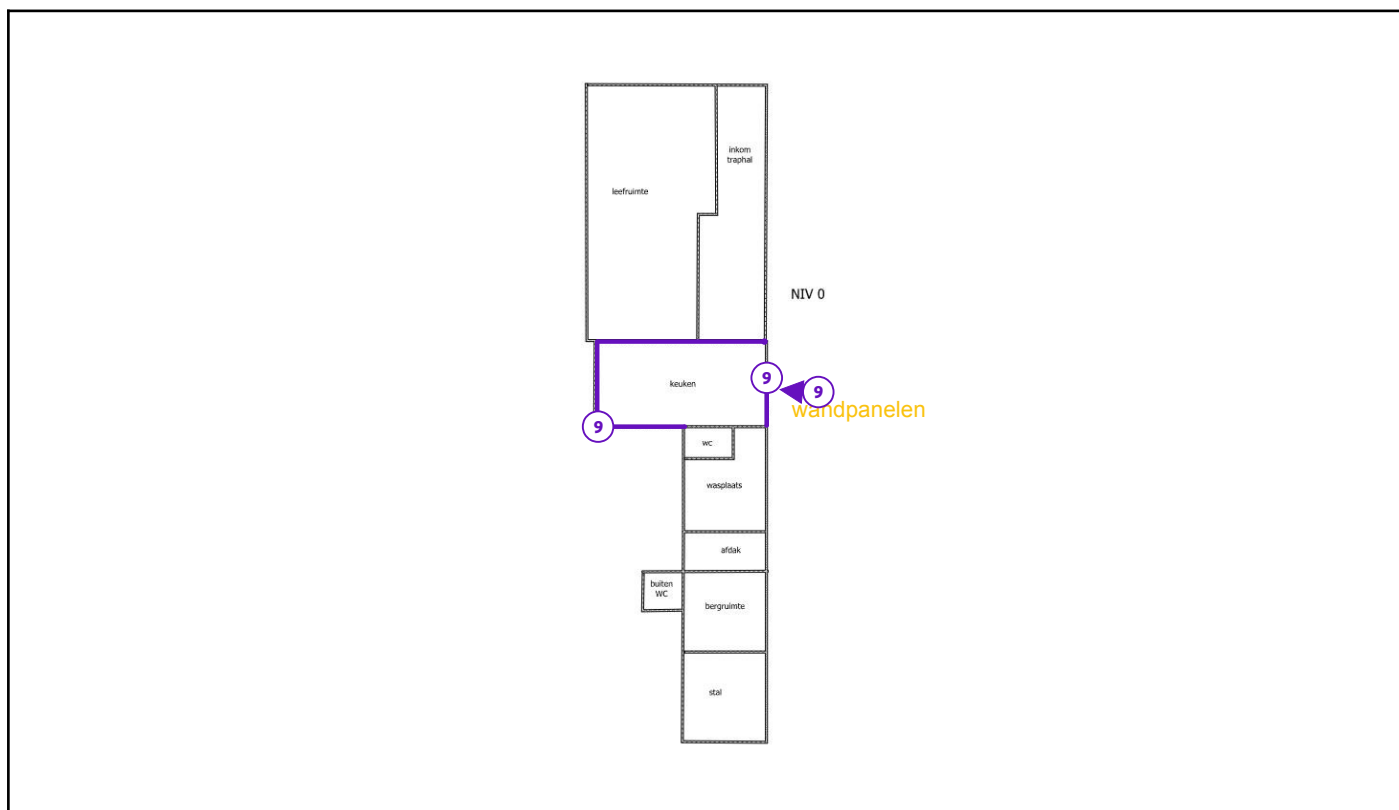 inkom
traphal
leefruimte
NIV 0
keuken
9
9
wandpanelen
9
wc
wasplaats
afdak
buiten
WC
bergruimte
stal